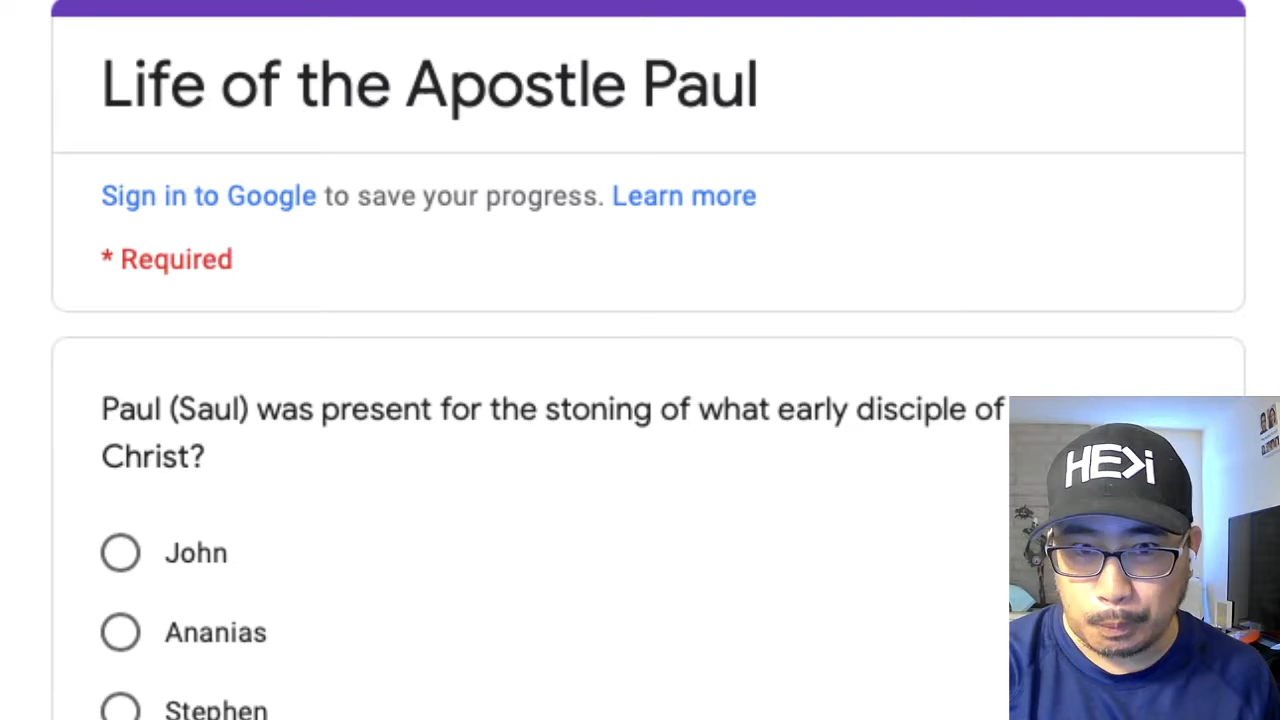 Life of the Apostle Paul
Sign in to Google to save your progress. Learn more
* Required
Paul (Saul) was present for the stoning of what early disciple of
Christ?
John
Ananias
Stephen
HE>i